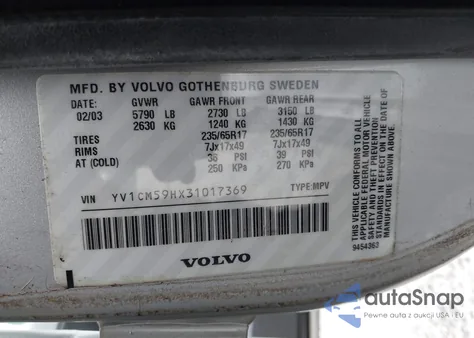 MFD. BY VOLVO GOTHENBURG SWEDEN
DATE: GVWR GAWR FRONT GAWR REAR
02/03 5790 LB 2730 LB 3150 LB
2630 KG 1240 KG 1430 KG
TIRES 235/65R17 235/65R17
RIMS 7Jx17x49 7Jx17x49
AT (COLD) 36 PSI 39 PSI
250 KPa 270 KPa
VIN YV1CM59HX31017369 TYPE:MPV
VOLVO
THIS VEHICLE CONFORMS TO ALL
APPLICABLE FEDERAL MOTOR VEHICLE
SAFETY AND THEFT PREVENTION
STANDARDS IN EFFECT ON THE DATE OF
MANUFACTURE SHOWN ABOVE.
9454363
autoSnap
Pewne auta z aukcji USA i EU